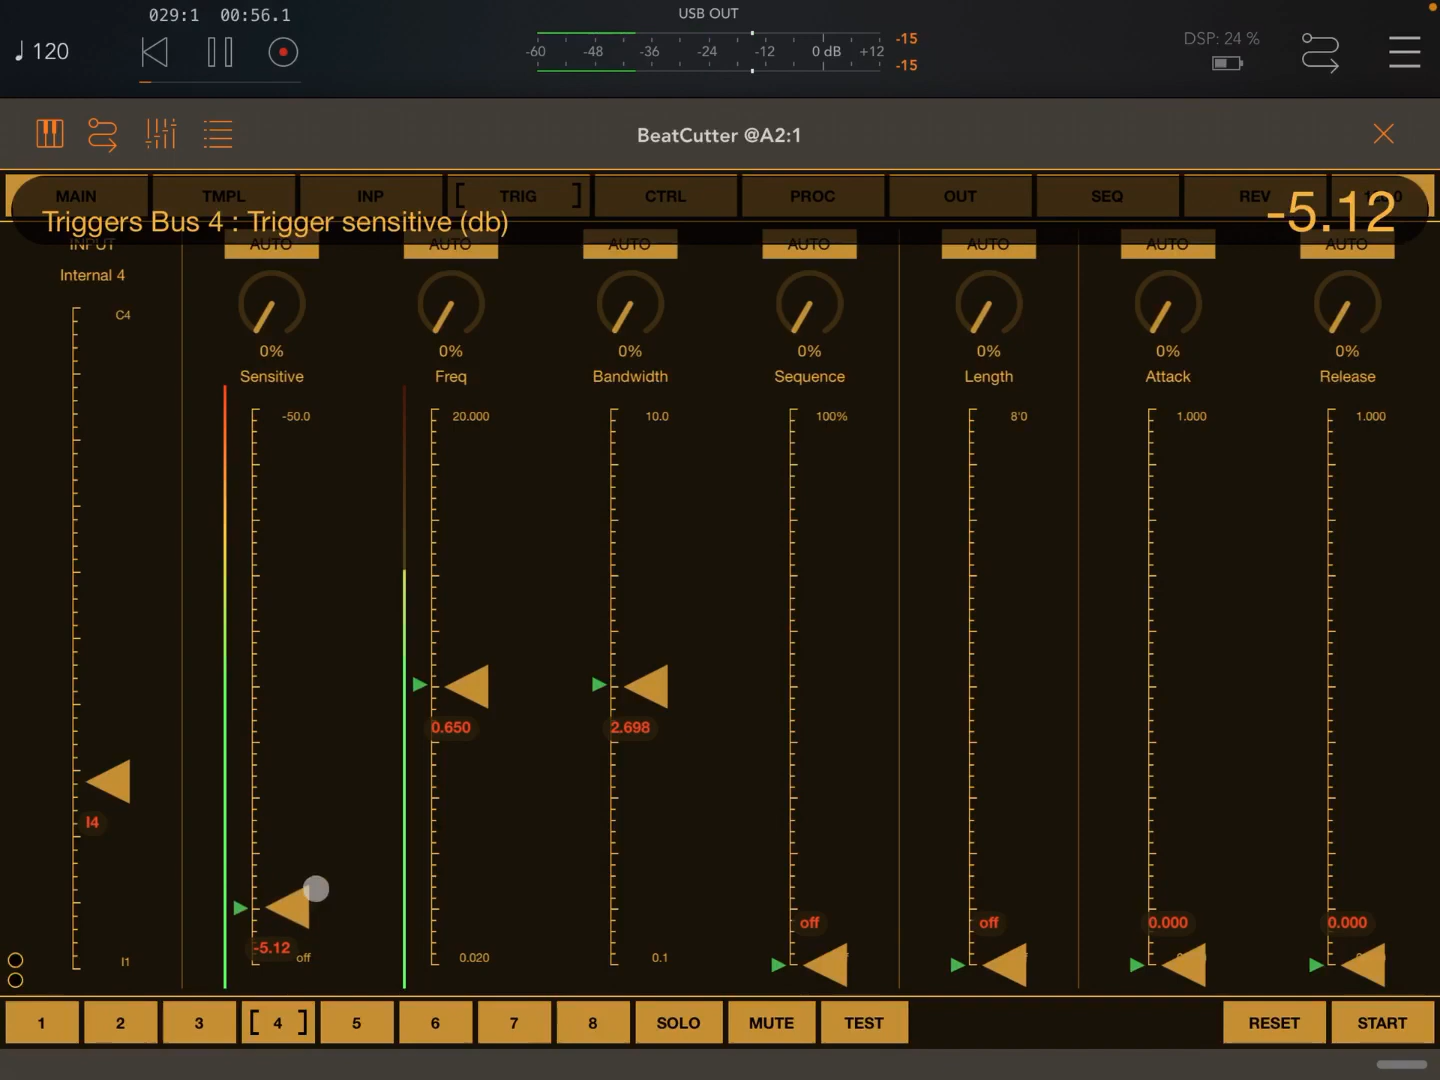 029:1 00:56.1
USB OUT
120
-60 -48 -36 -24 -12 0 dB +12
-15
-15
DSP: 24 %
BeatCutter @A2:1
MAIN TMPL INP [ TRIG ] CTRL PROC OUT SEQ REV
Triggers Bus 4 : Trigger sensitive (db) -5.12
INPUT AUTO AUTO AUTO AUTO AUTO AUTO AUTO
Internal 4
C4
0% 0% 0% 0% 0% 0% 0%
Sensitive Freq Bandwidth Sequence Length Attack Release
-50.0 20.000 10.0 100% 8'0 1.000 1.000
0.650 2.698
I4
off off 0.000 0.000
-5.12 off 0.020 0.1
I1
1 2 3 [ 4 ] 5 6 7 8 SOLO MUTE TEST RESET START